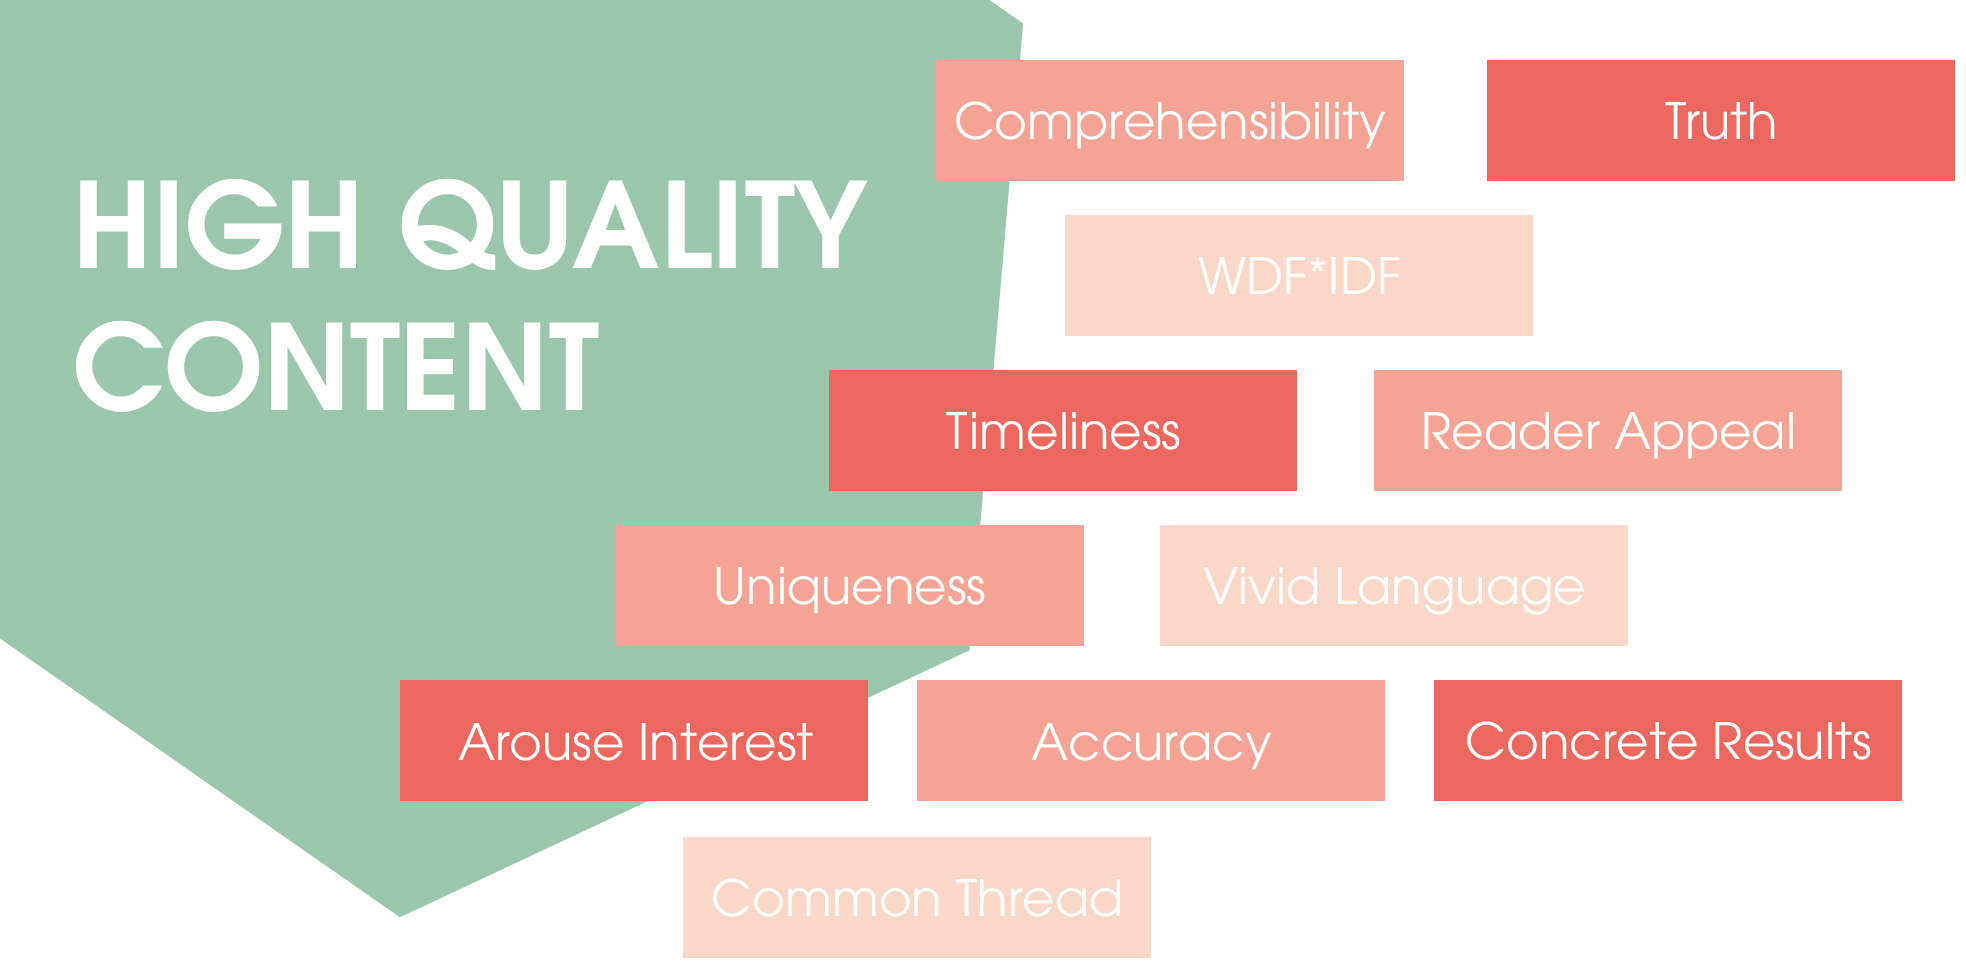 HIGH QUALITY
CONTENT
Comprehensibility
Truth
WDF*IDF
Timeliness
Reader Appeal
Uniqueness
Vivid Language
Arouse Interest
Accuracy
Concrete Results
Common Thread